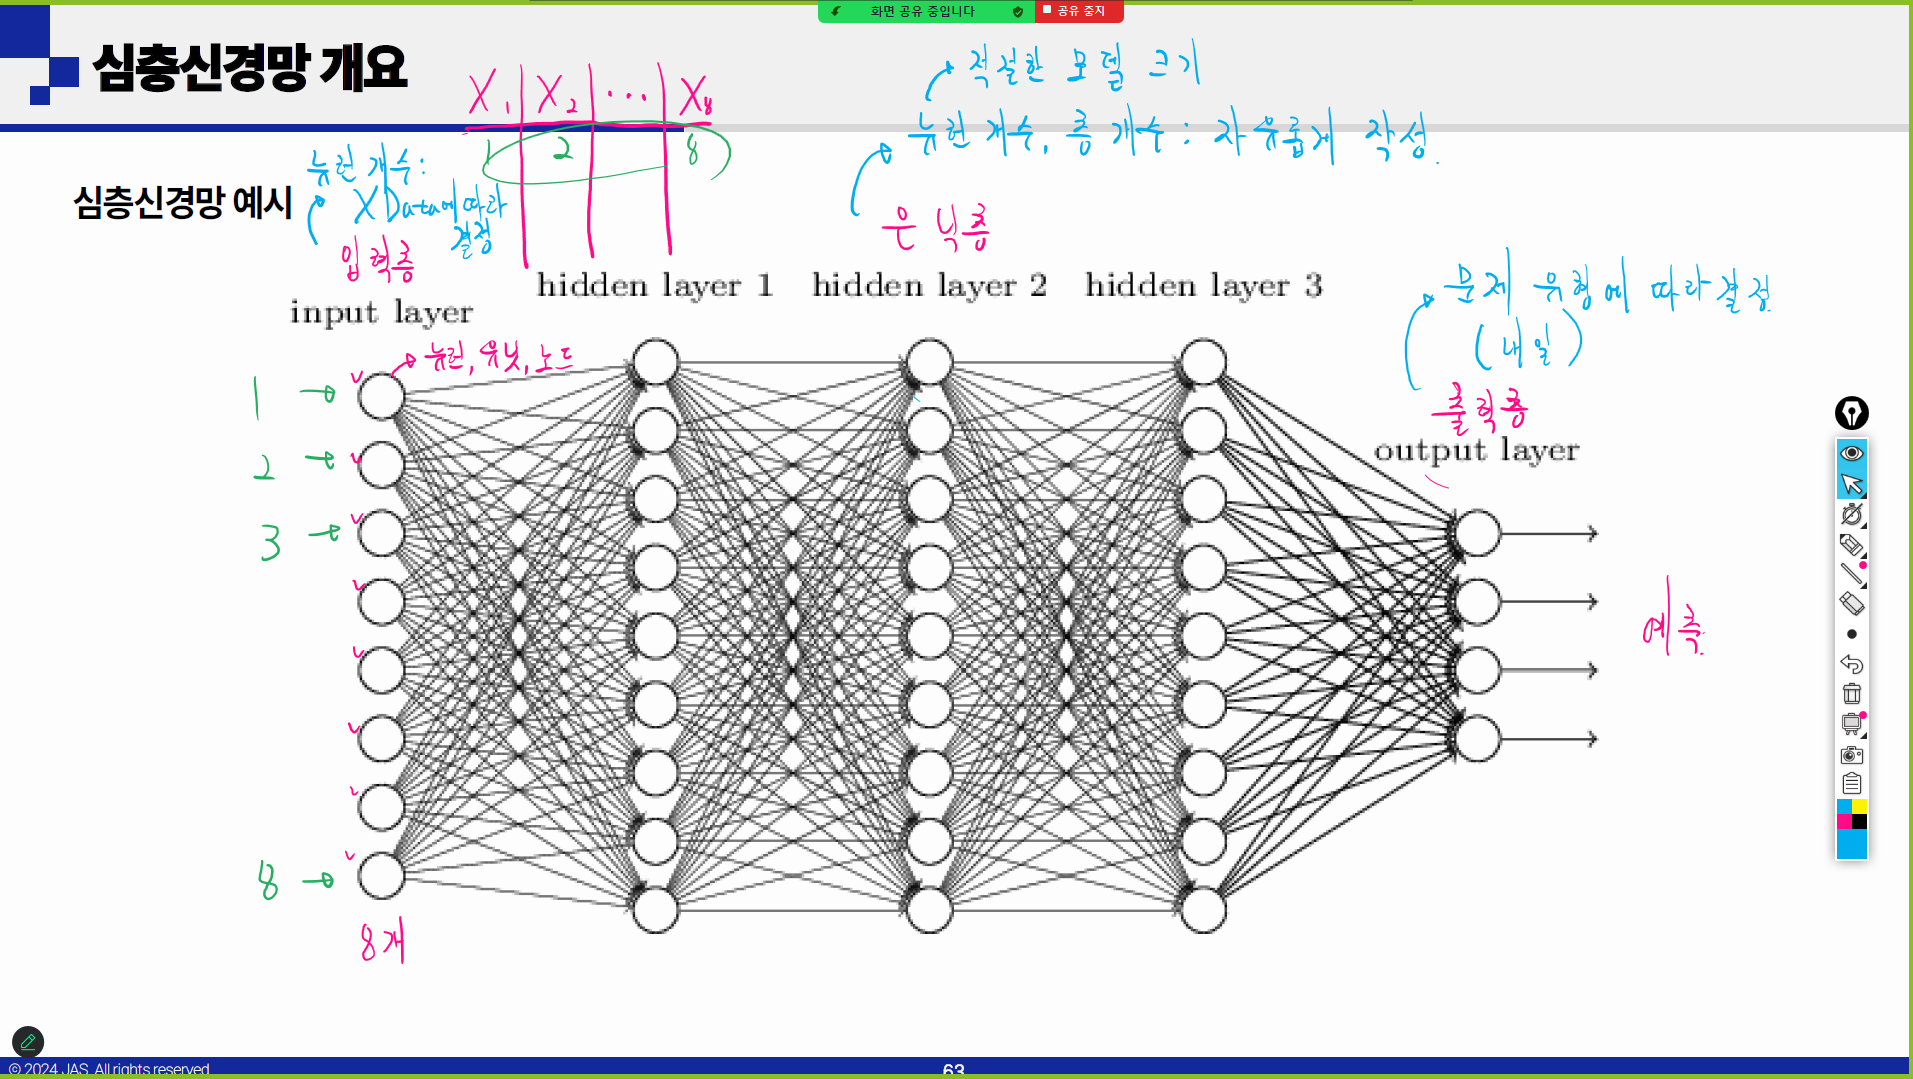 화면 공유 중입니다
공유 중지
심층신경망 개요
X₁ X₂ ... X₈
1 2 8
적절한 모델 크기
뉴런 개수, 층 개수 : 자유롭게 작성.
심층신경망 예시
뉴런 개수:
X Data에 따라
결정
입력층
은닉층
문제 유형에 따라 결정.
(내일)
출력층
input layer
hidden layer 1
hidden layer 2
hidden layer 3
output layer
뉴런, 유닛, 노드
1
2
3
8
8개
예측.
© 2024 JAS. All rights reserved
63